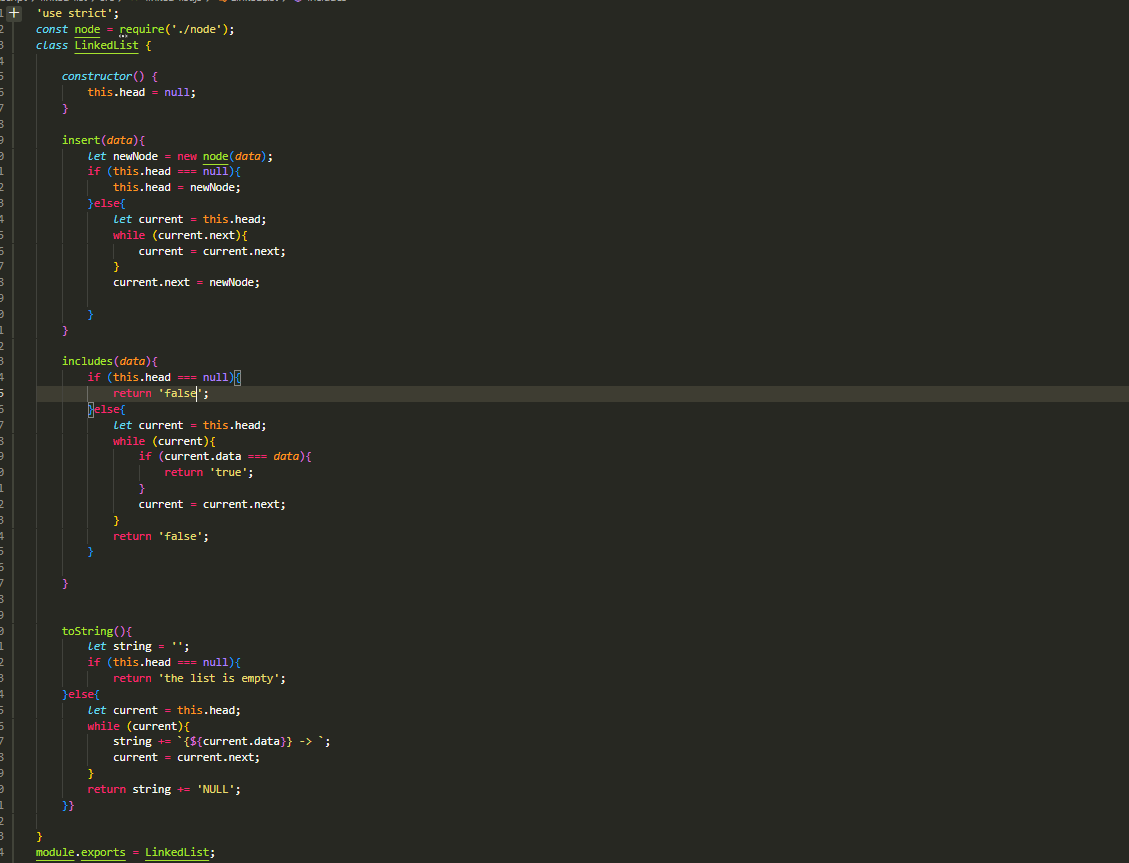 'use strict';
const node = require('./node');
class LinkedList {
constructor() {
this.head = null;
}
insert(data){
let newNode = new node(data);
if (this.head === null){
this.head = newNode;
}else{
let current = this.head;
while (current.next){
current = current.next;
}
current.next = newNode;
}
}
includes(data){
if (this.head === null){
return 'false';
}else{
let current = this.head;
while (current){
if (current.data === data){
return 'true';
}
current = current.next;
}
return 'false';
}
}
toString(){
let string = '';
if (this.head === null){
return 'the list is empty';
}else{
let current = this.head;
while (current){
string += `{${current.data}} -> `;
current = current.next;
}
return string += 'NULL';
}}
}
module.exports = LinkedList;